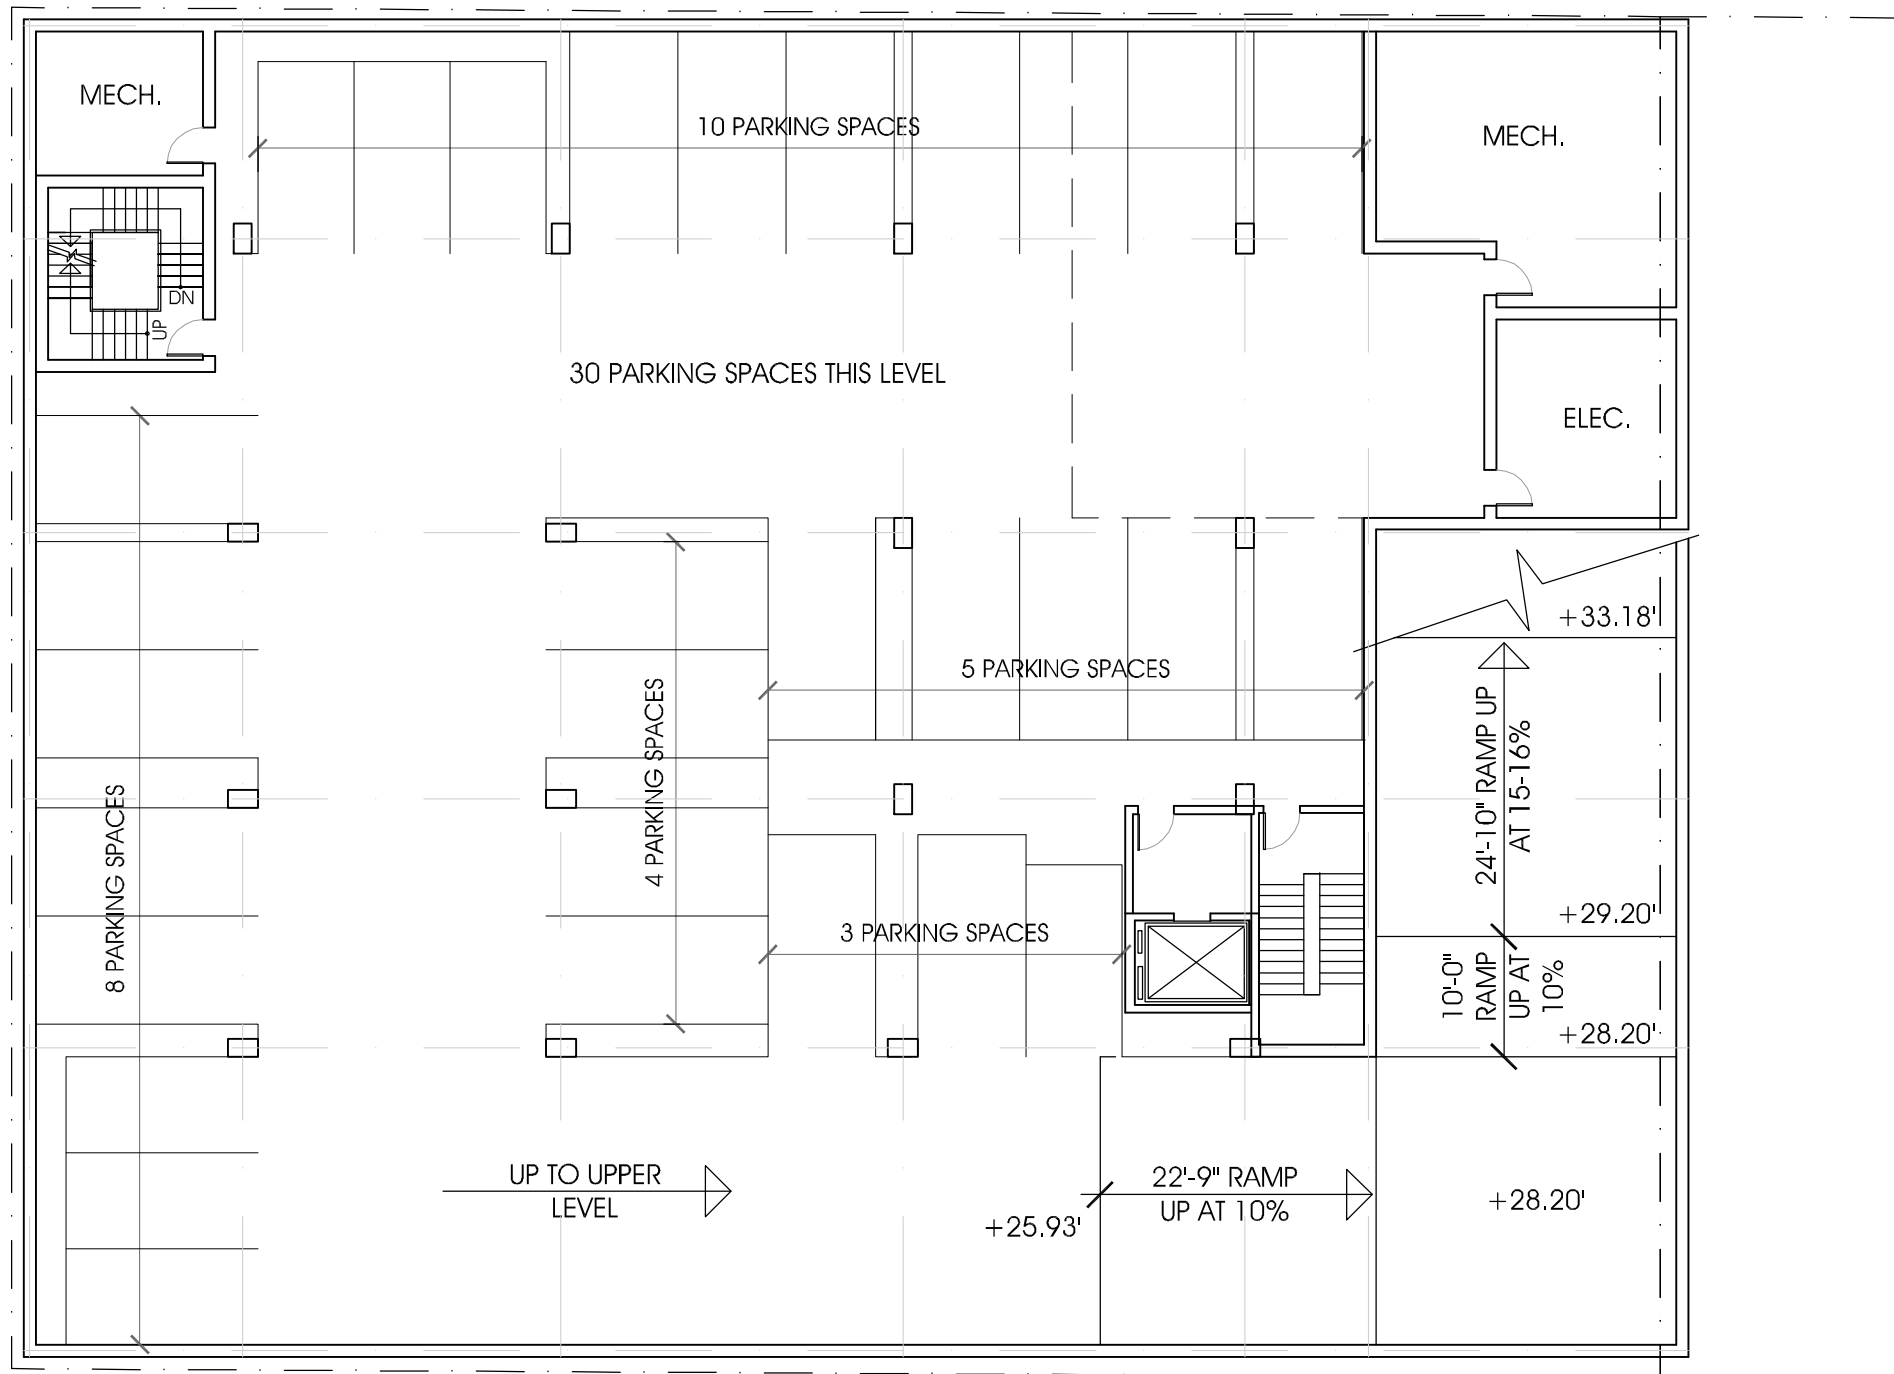 MECH.
10 PARKING SPACES
MECH.
DN
UP
30 PARKING SPACES THIS LEVEL
ELEC.
+33.18'
5 PARKING SPACES
4 PARKING SPACES
24'-10" RAMP UP
AT 15-16%
8 PARKING SPACES
+29.20'
3 PARKING SPACES
10'-0"
RAMP
UP AT
10%
+28.20'
UP TO UPPER
LEVEL
22'-9" RAMP
UP AT 10%
+25.93'
+28.20'